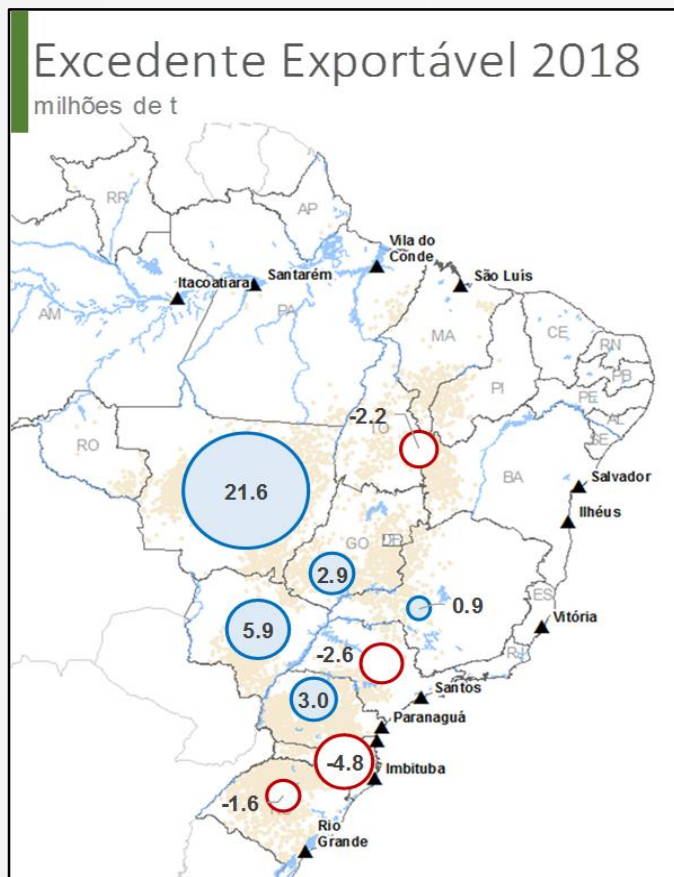 Excedente Exportável 2018
milhões de t
RR
AP
Vila do
Conde
Santarém
Itacoatiara
São Luís
AM
PA
MA
CE
RN
PB
PI
PE
AL
SE
-2.2
TO
RO
BA
Salvador
21.6
Ilhéus
GO
DF
2.9
0.9
ES
5.9
Vitória
-2.6
RJ
Santos
3.0
Paranaguá
-4.8
Imbituba
-1.6
Rio
Grande